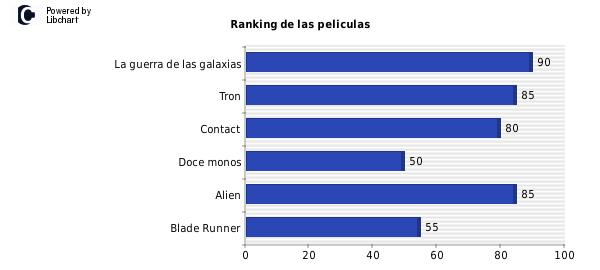 Powered by
Libchart
Ranking de las peliculas
La guerra de las galaxias 90
Tron 85
Contact 80
Doce monos 50
Alien 85
Blade Runner 55
0 20 40 60 80 100